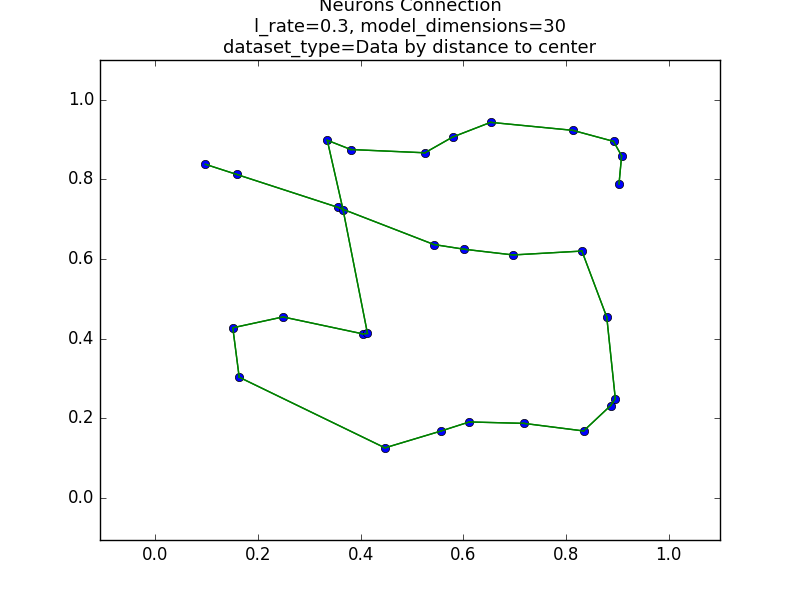 Neurons Connection
l_rate=0.3, model_dimensions=30
dataset_type=Data by distance to center
1.0
0.8
0.6
0.4
0.2
0.0
0.0 0.2 0.4 0.6 0.8 1.0